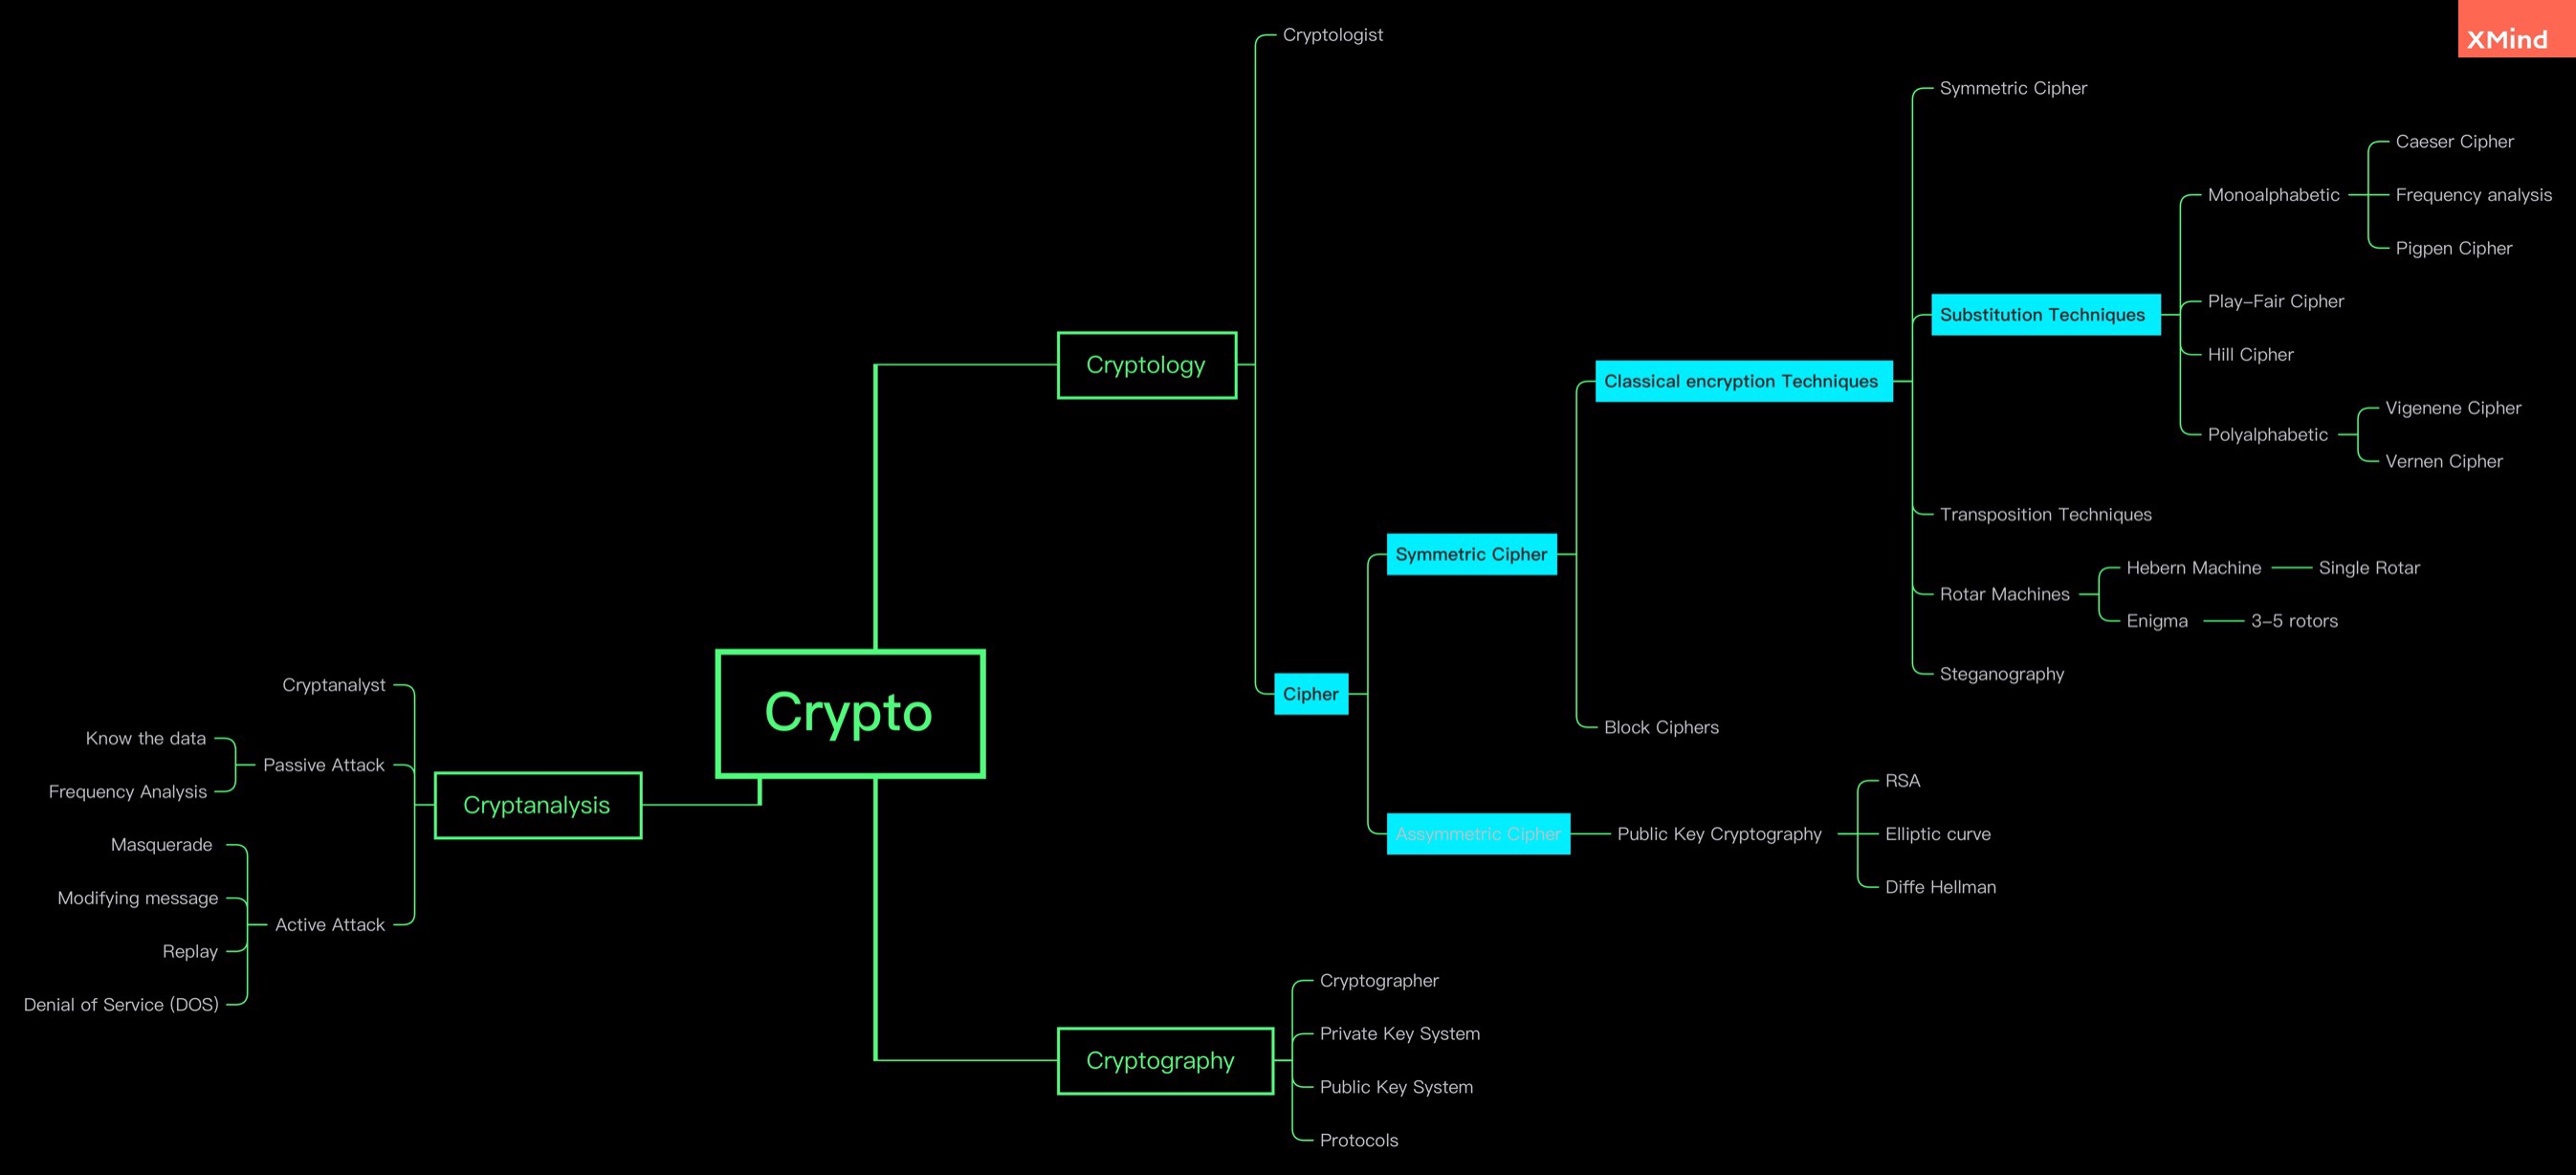 XMind
Crypto
Cryptology
Cryptologist
Cipher
Symmetric Cipher
Classical encryption Techniques
Symmetric Cipher
Substitution Techniques
Monoalphabetic
Caeser Cipher
Frequency analysis
Pigpen Cipher
Play–Fair Cipher
Hill Cipher
Polyalphabetic
Vigenene Cipher
Vernen Cipher
Transposition Techniques
Rotar Machines
Hebern Machine
Single Rotar
Enigma
3–5 rotors
Steganography
Block Ciphers
Assymmetric Cipher
Public Key Cryptography
RSA
Elliptic curve
Diffe Hellman
Cryptography
Cryptographer
Private Key System
Public Key System
Protocols
Cryptanalysis
Cryptanalyst
Passive Attack
Know the data
Frequency Analysis
Active Attack
Masquerade
Modifying message
Replay
Denial of Service (DOS)